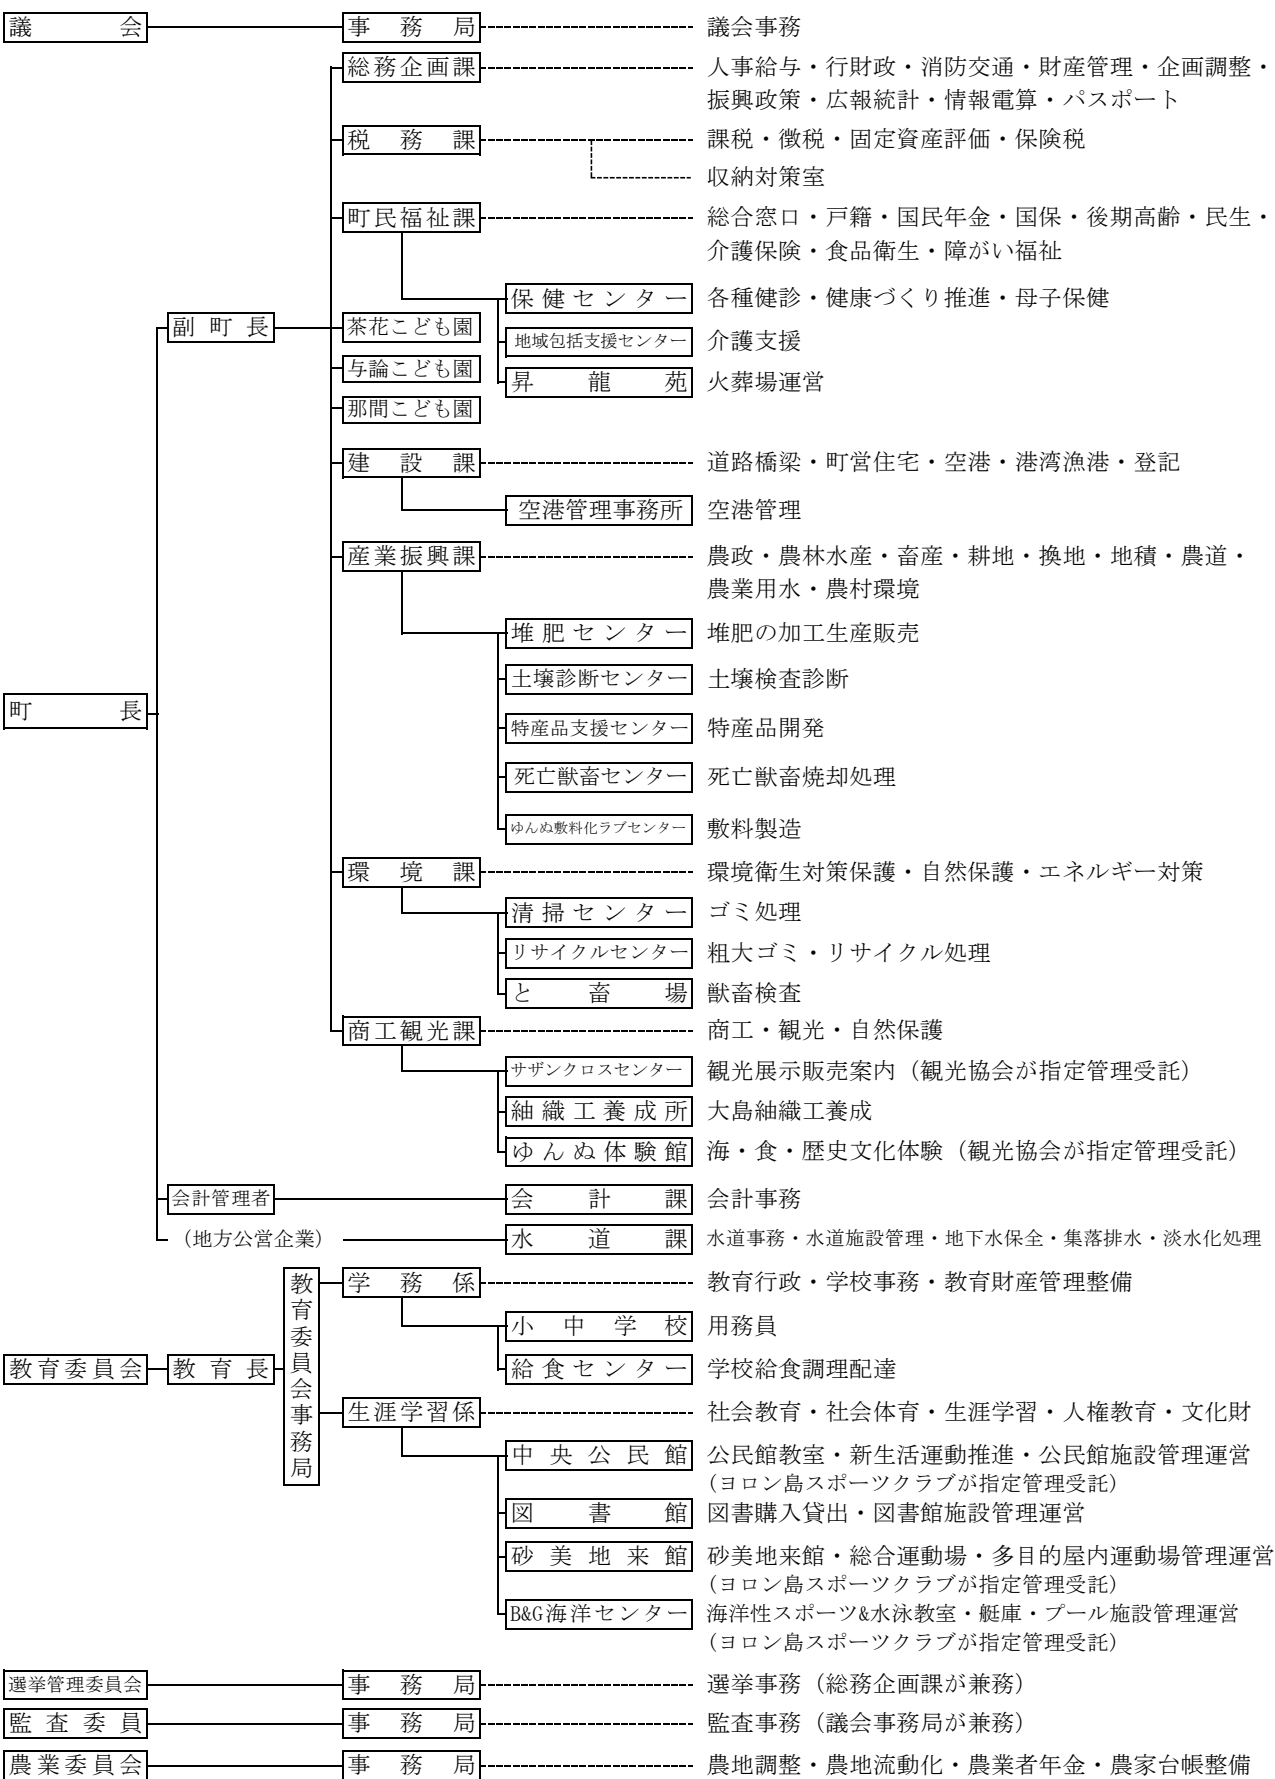 議会 事務局 議会事務
総務企画課 人事給与・行財政・消防交通・財産管理・企画調整・
振興政策・広報統計・情報電算・パスポート
税務課 課税・徴税・固定資産評価・保険税
収納対策室
町民福祉課 総合窓口・戸籍・国民年金・国保・後期高齢・民生・
介護保険・食品衛生・障がい福祉
保健センター 各種健診・健康づくり推進・母子保健
副町長 茶花こども園
地域包括支援センター 介護支援
与論こども園
昇龍苑 火葬場運営
那間こども園
建設課 道路橋梁・町営住宅・空港・港湾漁港・登記
空港管理事務所 空港管理
産業振興課 農政・農林水産・畜産・耕地・換地・地積・農道・
農業用水・農村環境
堆肥センター 堆肥の加工生産販売
土壌診断センター 土壌検査診断
町長
特産品支援センター 特産品開発
死亡獣畜センター 死亡獣畜焼却処理
ゆんぬ敷料化ラブセンター 敷料製造
環境課 環境衛生対策保護・自然保護・エネルギー対策
清掃センター ゴミ処理
リサイクルセンター 粗大ゴミ・リサイクル処理
と畜場 獣畜検査
商工観光課 商工・観光・自然保護
サザンクロスセンター 観光展示販売案内（観光協会が指定管理受託）
紬織工養成所 大島紬織工養成
ゆんぬ体験館 海・食・歴史文化体験（観光協会が指定管理受託）
会計管理者 会計課 会計事務
（地方公営企業） 水道課 水道事務・水道施設管理・地下水保全・集落排水・淡水化処理
教育委員会 教育長 教育委員会事務局
学務係 教育行政・学校事務・教育財産管理整備
小中学校 用務員
給食センター 学校給食調理配達
生涯学習係 社会教育・社会体育・生涯学習・人権教育・文化財
中央公民館 公民館教室・新生活運動推進・公民館施設管理運営
（ヨロン島スポーツクラブが指定管理受託）
図書館 図書購入貸出・図書館施設管理運営
砂美地来館 砂美地来館・総合運動場・多目的屋内運動場管理運営
（ヨロン島スポーツクラブが指定管理受託）
B&G海洋センター 海洋性スポーツ&水泳教室・艇庫・プール施設管理運営
（ヨロン島スポーツクラブが指定管理受託）
選挙管理委員会 事務局 選挙事務（総務企画課が兼務）
監査委員 事務局 監査事務（議会事務局が兼務）
農業委員会 事務局 農地調整・農地流動化・農業者年金・農家台帳整備